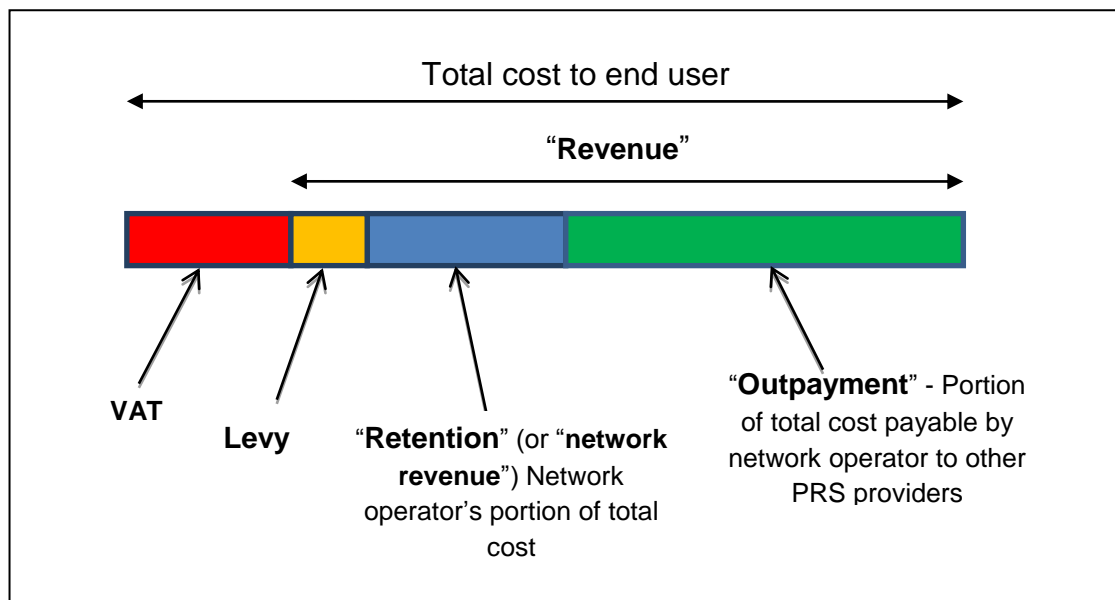 Total cost to end user
“Revenue”
VAT
Levy
“Retention” (or “network
revenue”) Network
operator’s portion of total
cost
“Outpayment” - Portion
of total cost payable by
network operator to other
PRS providers